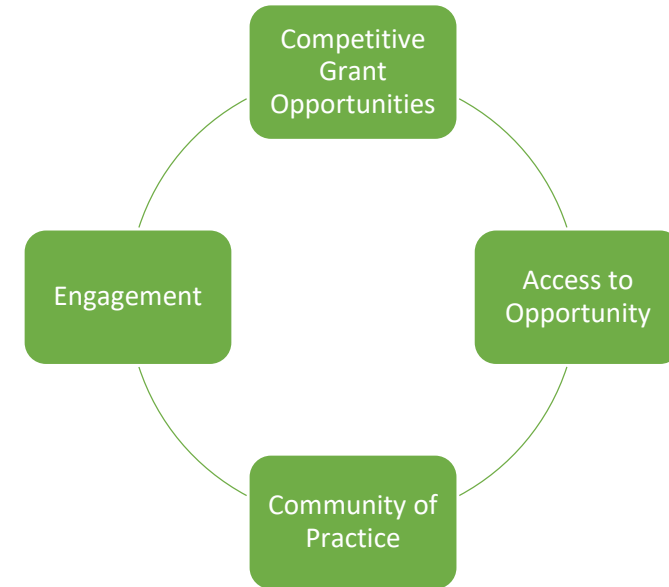 Competitive
Grant
Opportunities
Engagement
Access to
Opportunity
Community of
Practice